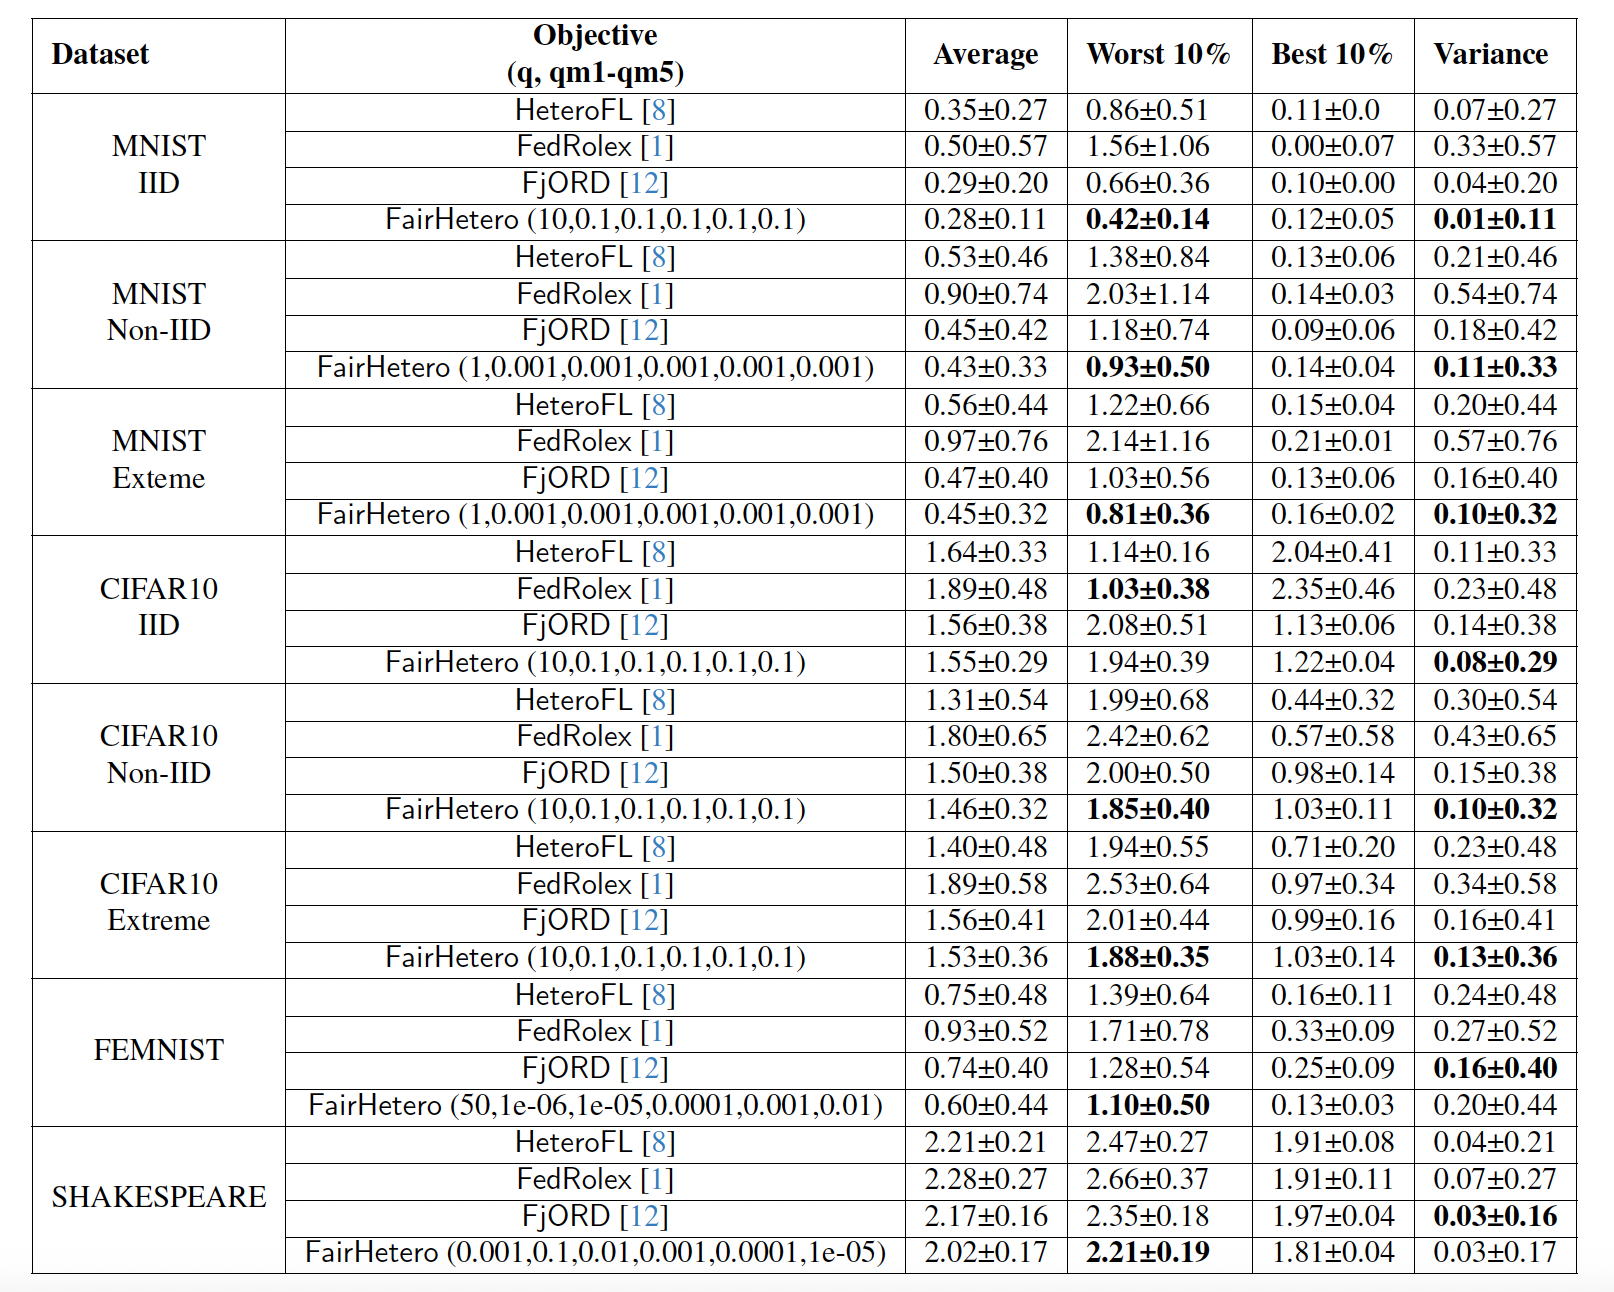 Dataset Objective (q, qm1-qm5) Average Worst 10% Best 10% Variance
MNIST IID HeteroFL [8] 0.35±0.27 0.86±0.51 0.11±0.0 0.07±0.27
FedRolex [1] 0.50±0.57 1.56±1.06 0.00±0.07 0.33±0.57
FjORD [12] 0.29±0.20 0.66±0.36 0.10±0.00 0.04±0.20
FairHetero (10,0.1,0.1,0.1,0.1,0.1) 0.28±0.11 0.42±0.14 0.12±0.05 0.01±0.11
MNIST Non-IID HeteroFL [8] 0.53±0.46 1.38±0.84 0.13±0.06 0.21±0.46
FedRolex [1] 0.90±0.74 2.03±1.14 0.14±0.03 0.54±0.74
FjORD [12] 0.45±0.42 1.18±0.74 0.09±0.06 0.18±0.42
FairHetero (1,0.001,0.001,0.001,0.001,0.001) 0.43±0.33 0.93±0.50 0.14±0.04 0.11±0.33
MNIST Exteme HeteroFL [8] 0.56±0.44 1.22±0.66 0.15±0.04 0.20±0.44
FedRolex [1] 0.97±0.76 2.14±1.16 0.21±0.01 0.57±0.76
FjORD [12] 0.47±0.40 1.03±0.56 0.13±0.06 0.16±0.40
FairHetero (1,0.001,0.001,0.001,0.001,0.001) 0.45±0.32 0.81±0.36 0.16±0.02 0.10±0.32
CIFAR10 IID HeteroFL [8] 1.64±0.33 1.14±0.16 2.04±0.41 0.11±0.33
FedRolex [1] 1.89±0.48 1.03±0.38 2.35±0.46 0.23±0.48
FjORD [12] 1.56±0.38 2.08±0.51 1.13±0.06 0.14±0.38
FairHetero (10,0.1,0.1,0.1,0.1,0.1) 1.55±0.29 1.94±0.39 1.22±0.04 0.08±0.29
CIFAR10 Non-IID HeteroFL [8] 1.31±0.54 1.99±0.68 0.44±0.32 0.30±0.54
FedRolex [1] 1.80±0.65 2.42±0.62 0.57±0.58 0.43±0.65
FjORD [12] 1.50±0.38 2.00±0.50 0.98±0.14 0.15±0.38
FairHetero (10,0.1,0.1,0.1,0.1,0.1) 1.46±0.32 1.85±0.40 1.03±0.11 0.10±0.32
CIFAR10 Extreme HeteroFL [8] 1.40±0.48 1.94±0.55 0.71±0.20 0.23±0.48
FedRolex [1] 1.89±0.58 2.53±0.64 0.97±0.34 0.34±0.58
FjORD [12] 1.56±0.41 2.01±0.44 0.99±0.16 0.16±0.41
FairHetero (10,0.1,0.1,0.1,0.1,0.1) 1.53±0.36 1.88±0.35 1.03±0.14 0.13±0.36
FEMNIST HeteroFL [8] 0.75±0.48 1.39±0.64 0.16±0.11 0.24±0.48
FedRolex [1] 0.93±0.52 1.71±0.78 0.33±0.09 0.27±0.52
FjORD [12] 0.74±0.40 1.28±0.54 0.25±0.09 0.16±0.40
FairHetero (50,1e-06,1e-05,0.0001,0.001,0.01) 0.60±0.44 1.10±0.50 0.13±0.03 0.20±0.44
SHAKESPEARE HeteroFL [8] 2.21±0.21 2.47±0.27 1.91±0.08 0.04±0.21
FedRolex [1] 2.28±0.27 2.66±0.37 1.91±0.11 0.07±0.27
FjORD [12] 2.17±0.16 2.35±0.18 1.97±0.04 0.03±0.16
FairHetero (0.001,0.1,0.01,0.001,0.0001,1e-05) 2.02±0.17 2.21±0.19 1.81±0.04 0.03±0.17